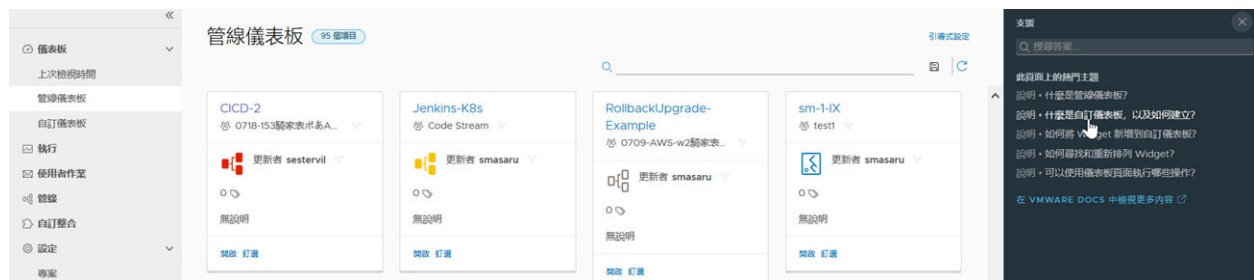 儀表板
上次檢視時間
管線儀表板
自訂儀表板
執行
使用者作業
管線
自訂整合
設定
專案
管線儀表板 95 個項目
引導式設定
CICD-2
0718-153騎家表ポあA...
更新者 sestervil
0
無說明
開啟 釘選
Jenkins-K8s
Code Stream
更新者 smasaru
0
無說明
開啟 釘選
RollbackUpgrade-
Example
0709-AWS-w2騎家表...
更新者 smasaru
0
無說明
開啟 釘選
sm-1-IX
test1
更新者 smasaru
0
無說明
開啟 釘選
支援
搜尋答案...
此頁面上的熱門主題
說明 • 什麼是管線儀表板?
說明 • 什麼是自訂儀表板，以及如何建立?
說明 • 如何將 Widget 新增到自訂儀表板?
說明 • 如何尋找和重新排列 Widget?
說明 • 可以使用儀表板頁面執行哪些操作?
在 VMWARE DOCS 中檢視更多內容